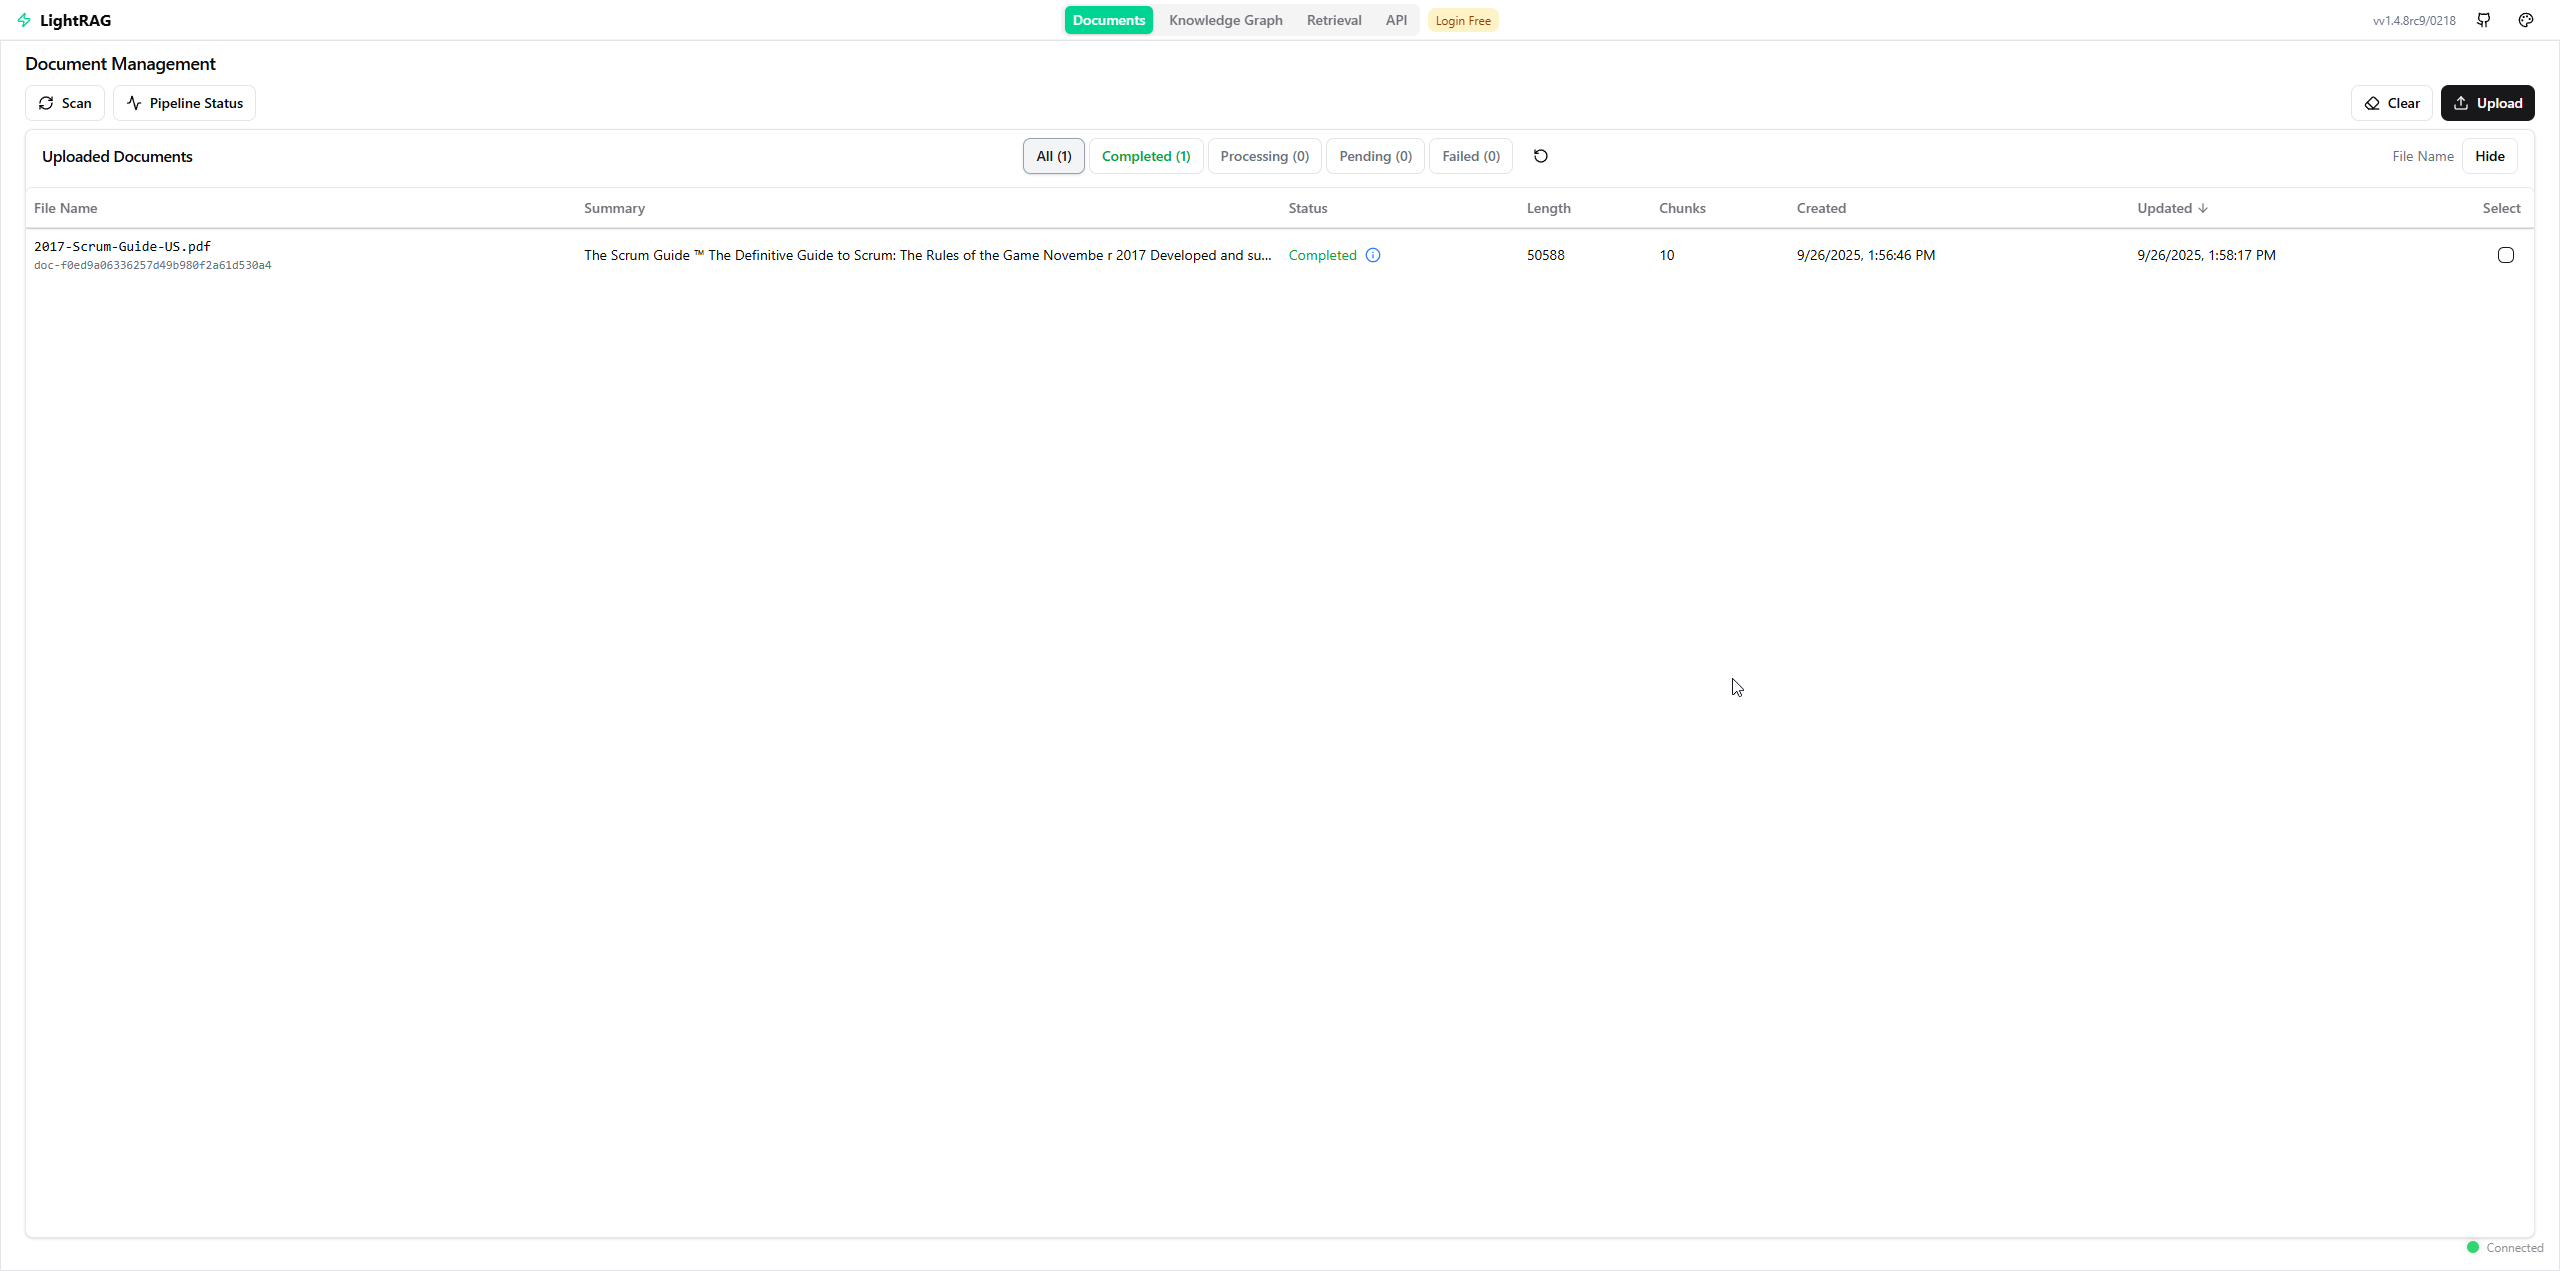 LightRAG
Documents Knowledge Graph Retrieval API Login Free
vv1.4.8rc9/0218
Document Management
Scan Pipeline Status
Clear Upload
Uploaded Documents
All (1) Completed (1) Processing (0) Pending (0) Failed (0)
File Name Hide
File Name Summary Status Length Chunks Created Updated Select
2017-Scrum-Guide-US.pdf
doc-f0ed9a06336257d49b980f2a61d530a4
The Scrum Guide ™ The Definitive Guide to Scrum: The Rules of the Game Novembe r 2017 Developed and su... Completed 50588 10 9/26/2025, 1:56:46 PM 9/26/2025, 1:58:17 PM
Connected